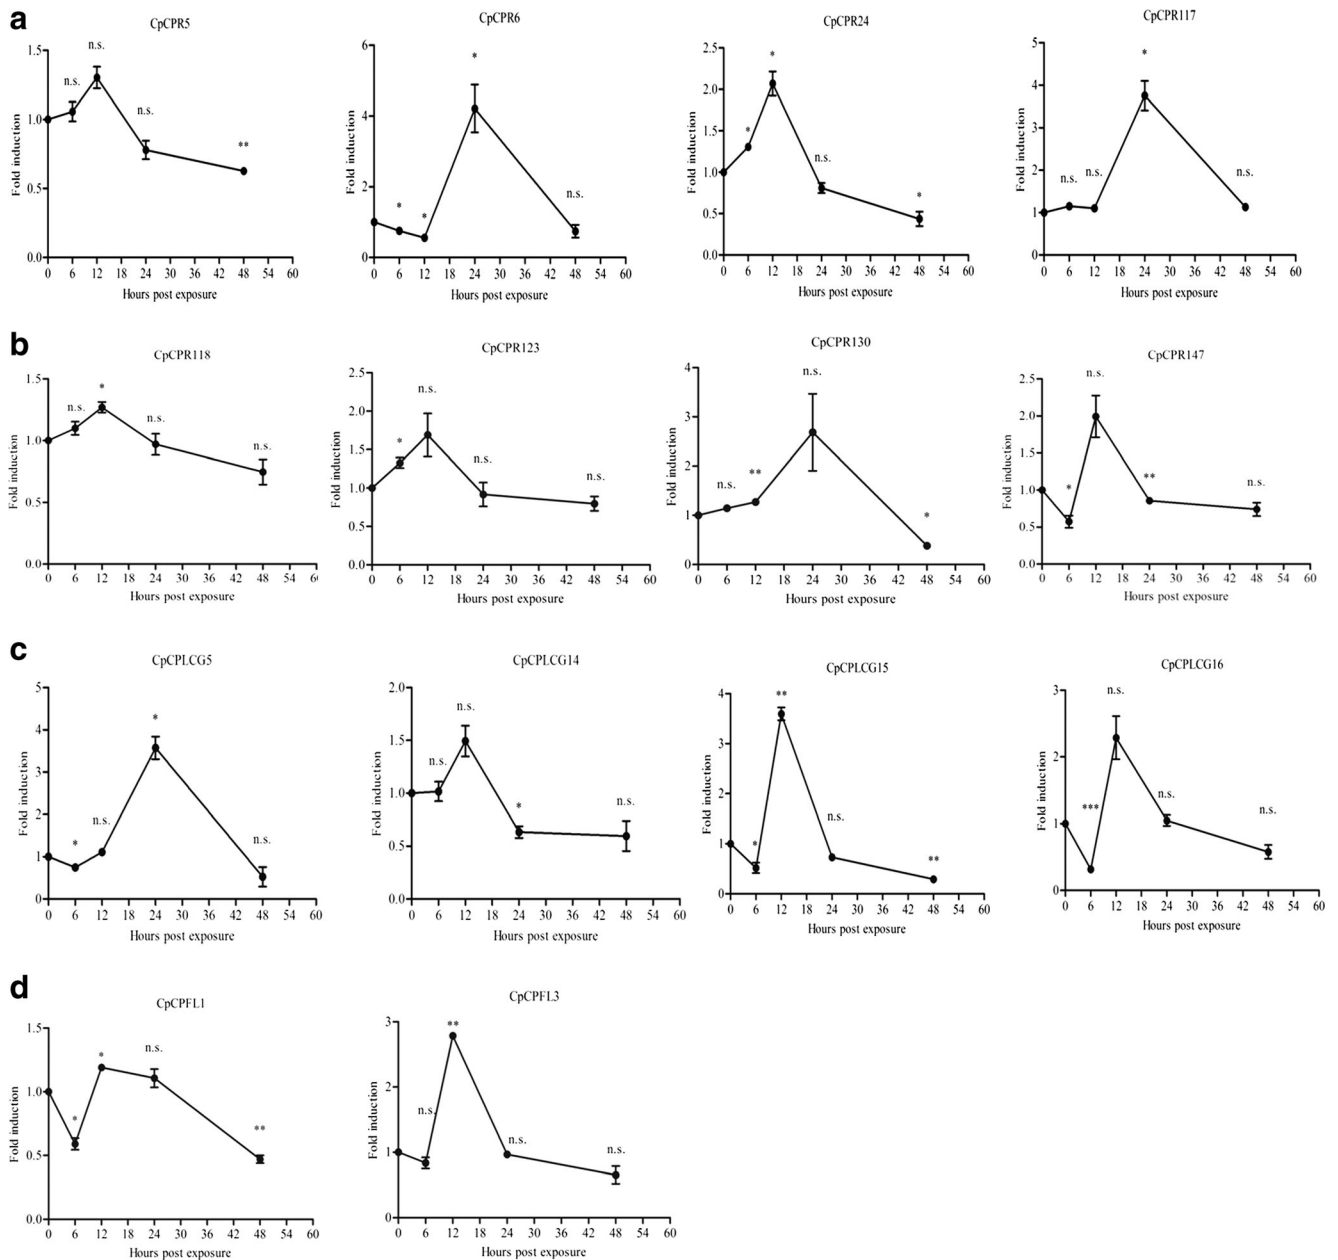 a
CpCPR5
n.s.
n.s.
n.s.
**
1.5
1.0
0.5
0.0
Fold induction
0 6 12 18 24 30 36 42 48 54 60
Hours post exposure
CpCPR6
*
*
*
n.s.
6
4
2
0
Fold induction
0 6 12 18 24 30 36 42 48 54 60
Hours post exposure
CpCPR24
*
*
n.s.
*
2.5
2.0
1.5
1.0
0.5
0.0
Fold induction
0 6 12 18 24 30 36 42 48 54 60
Hours post exposure
CpCPR117
n.s.
n.s.
*
n.s.
5
4
3
2
1
0
Fold induction
0 6 12 18 24 30 36 42 48 54 60
Hours post exposure
b
CpCPR118
n.s.
*
n.s.
n.s.
1.5
1.0
0.5
0.0
Fold induction
0 6 12 18 24 30 36 42 48 54 6
Hours post exposure
CpCPR123
*
n.s.
n.s.
n.s.
2.5
2.0
1.5
1.0
0.5
0.0
Fold induction
0 6 12 18 24 30 36 42 48 54 60
Hours post exposure
CpCPR130
n.s.
**
n.s.
*
4
3
2
1
0
Fold induction
0 6 12 18 24 30 36 42 48 54 60
Hours post exposure
CpCPR147
*
n.s.
**
n.s.
2.5
2.0
1.5
1.0
0.5
0.0
Fold induction
0 6 12 18 24 30 36 42 48 54 60
Hours post exposure
c
CpCPLCG5
*
n.s.
*
n.s.
5
4
3
2
1
0
Fold induction
0 6 12 18 24 30 36 42 48 54 60
Hours post exposure
CpCPLCG14
n.s.
n.s.
*
n.s.
2.0
1.5
1.0
0.5
0.0
Fold induction
0 6 12 18 24 30 36 42 48 54 60
Hours post exposure
CpCPLCG15
*
**
n.s.
**
4
3
2
1
0
Fold induction
0 6 12 18 24 30 36 42 48 54 60
Hours post exposure
CpCPLCG16
***
n.s.
n.s.
n.s.
3
2
1
0
Fold induction
0 6 12 18 24 30 36 42 48 54 60
Hours post exposure
d
CpCPFL1
*
*
n.s.
**
1.5
1.0
0.5
0.0
Fold induction
0 6 12 18 24 30 36 42 48 54 60
Hours post exposure
CpCPFL3
n.s.
**
n.s.
n.s.
3
2
1
0
Fold induction
0 6 12 18 24 30 36 42 48 54 60
Hours post exposure